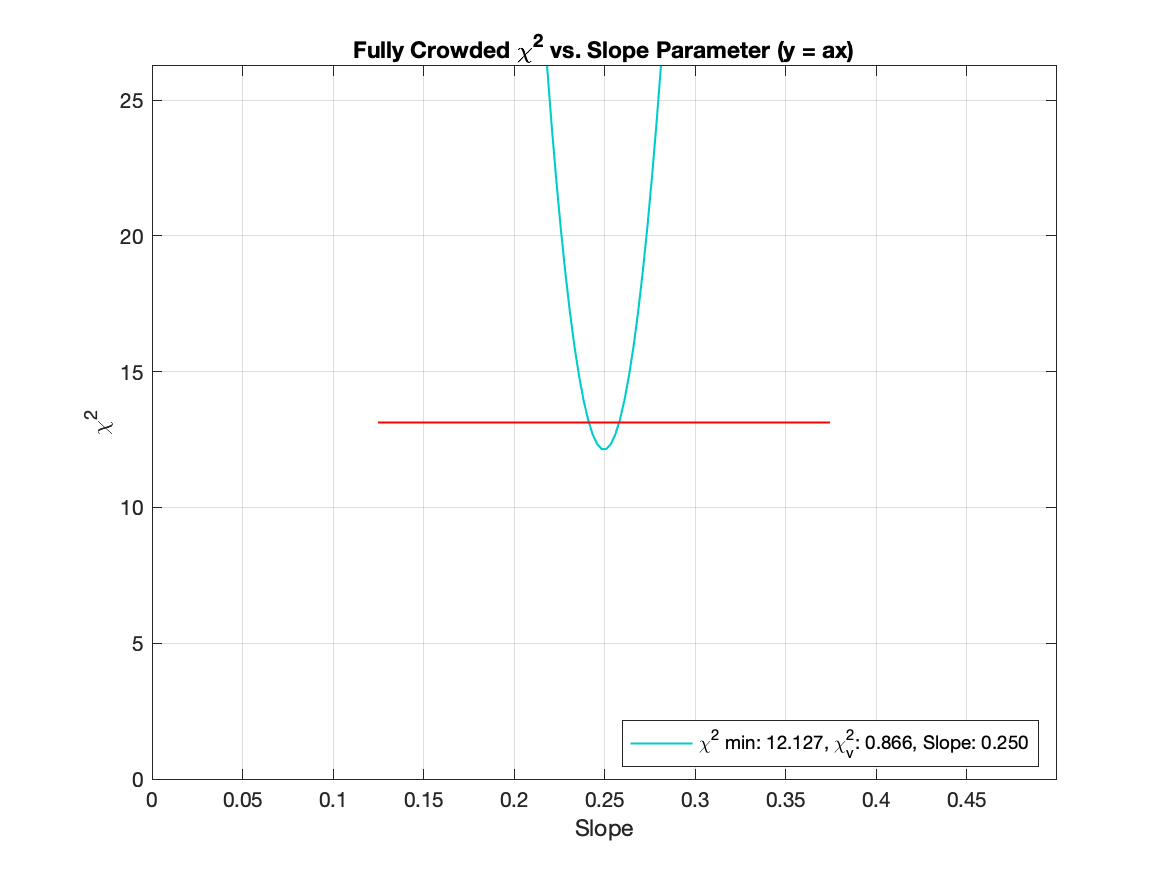 Fully Crowded χ² vs. Slope Parameter (y = ax)
25
20
15
10
5
0
χ²
0 0.05 0.1 0.15 0.2 0.25 0.3 0.35 0.4 0.45
Slope
χ² min: 12.127, χ²ᵥ: 0.866, Slope: 0.250